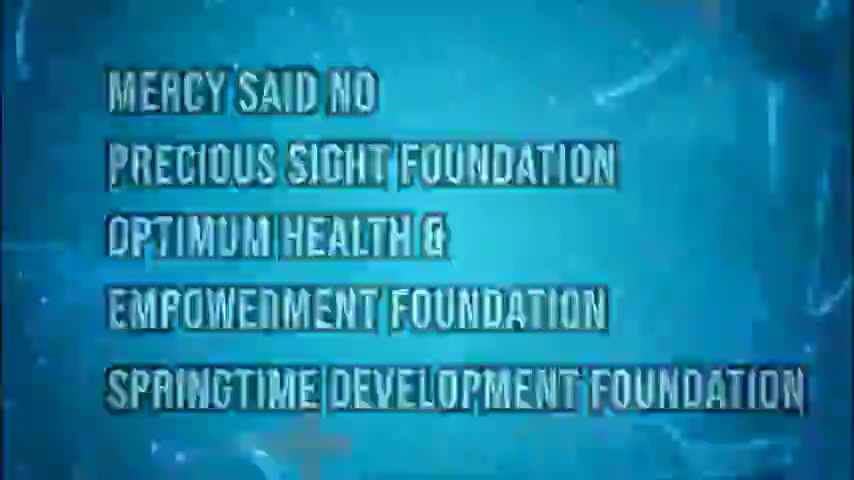 MERCY SAID NO
PRECIOUS SIGHT FOUNDATION
OPTIMUM HEALTH &
EMPOWERMENT FOUNDATION
SPRINGTIME DEVELOPMENT FOUNDATION